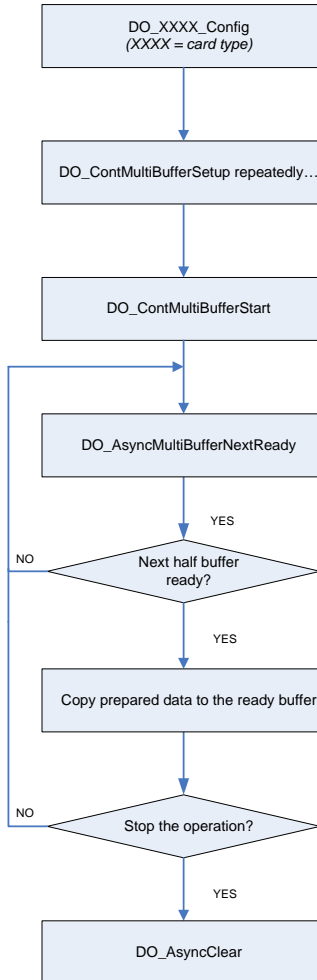 DO_XXXX_Config
(XXXX = card type)
DO_ContMultiBufferSetup repeatedly…
DO_ContMultiBufferStart
DO_AsyncMultiBufferNextReady
YES
NO
Next half buffer
ready?
YES
Copy prepared data to the ready buffer
NO
Stop the operation?
YES
DO_AsyncClear